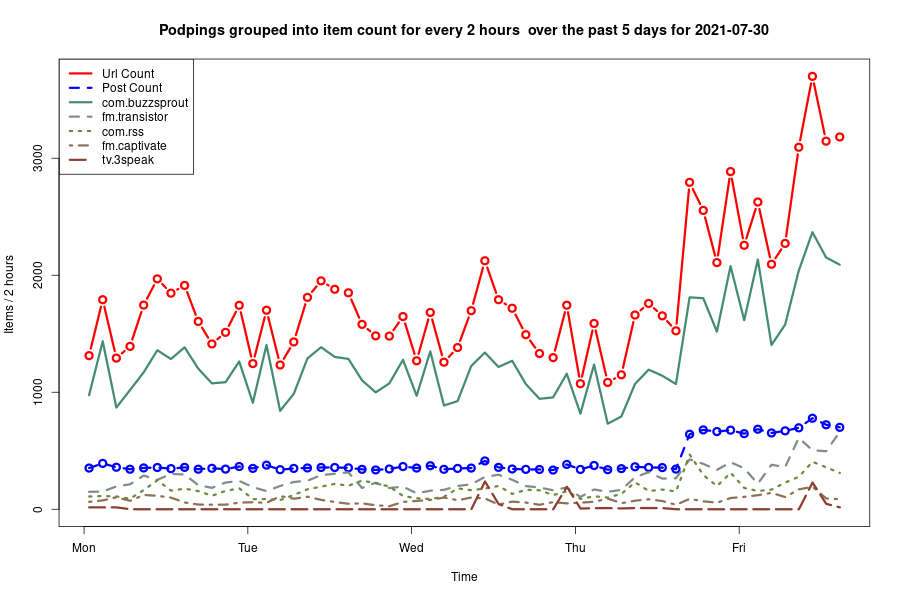 Podpings grouped into item count for every 2 hours  over the past 5 days for 2021-07-30
Url Count
Post Count
com.buzzsprout
fm.transistor
com.rss
fm.captivate
tv.3speak
Items / 2 hours
3000
2000
1000
0
Mon Tue Wed Thu Fri
Time